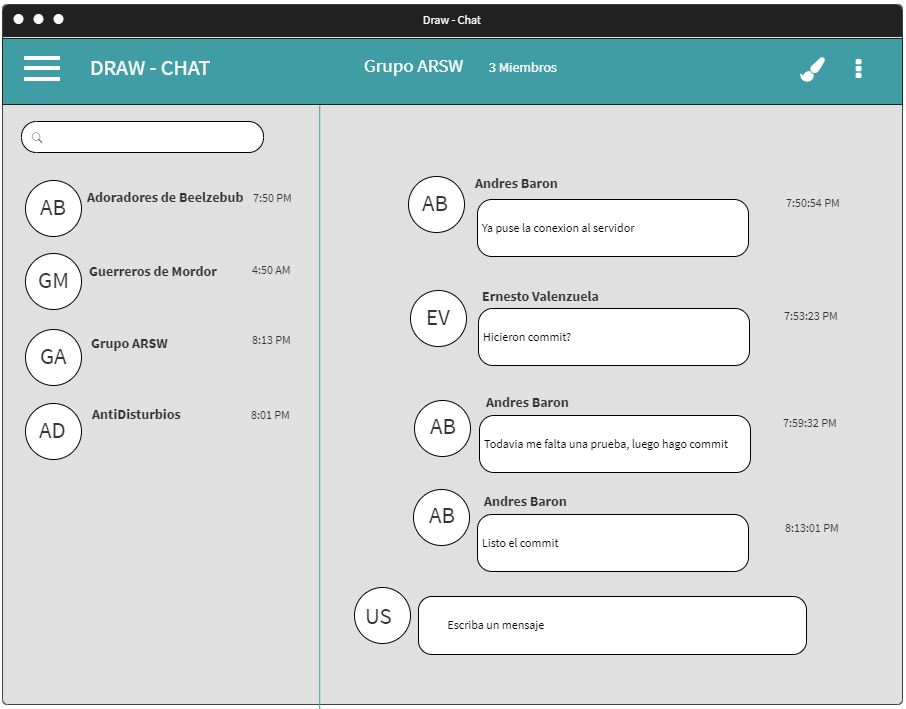 Draw - Chat
DRAW - CHAT
Grupo ARSW 3 Miembros
AB Adoradores de Beelzebub 7:50 PM
GM Guerreros de Mordor 4:50 AM
GA Grupo ARSW 8:13 PM
AD AntiDisturbios 8:01 PM
Andres Baron
AB Ya puse la conexion al servidor 7:50:54 PM
Ernesto Valenzuela
EV Hicieron commit? 7:53:23 PM
Andres Baron
AB Todavia me falta una prueba, luego hago commit 7:59:32 PM
Andres Baron
AB Listo el commit 8:13:01 PM
US Escriba un mensaje